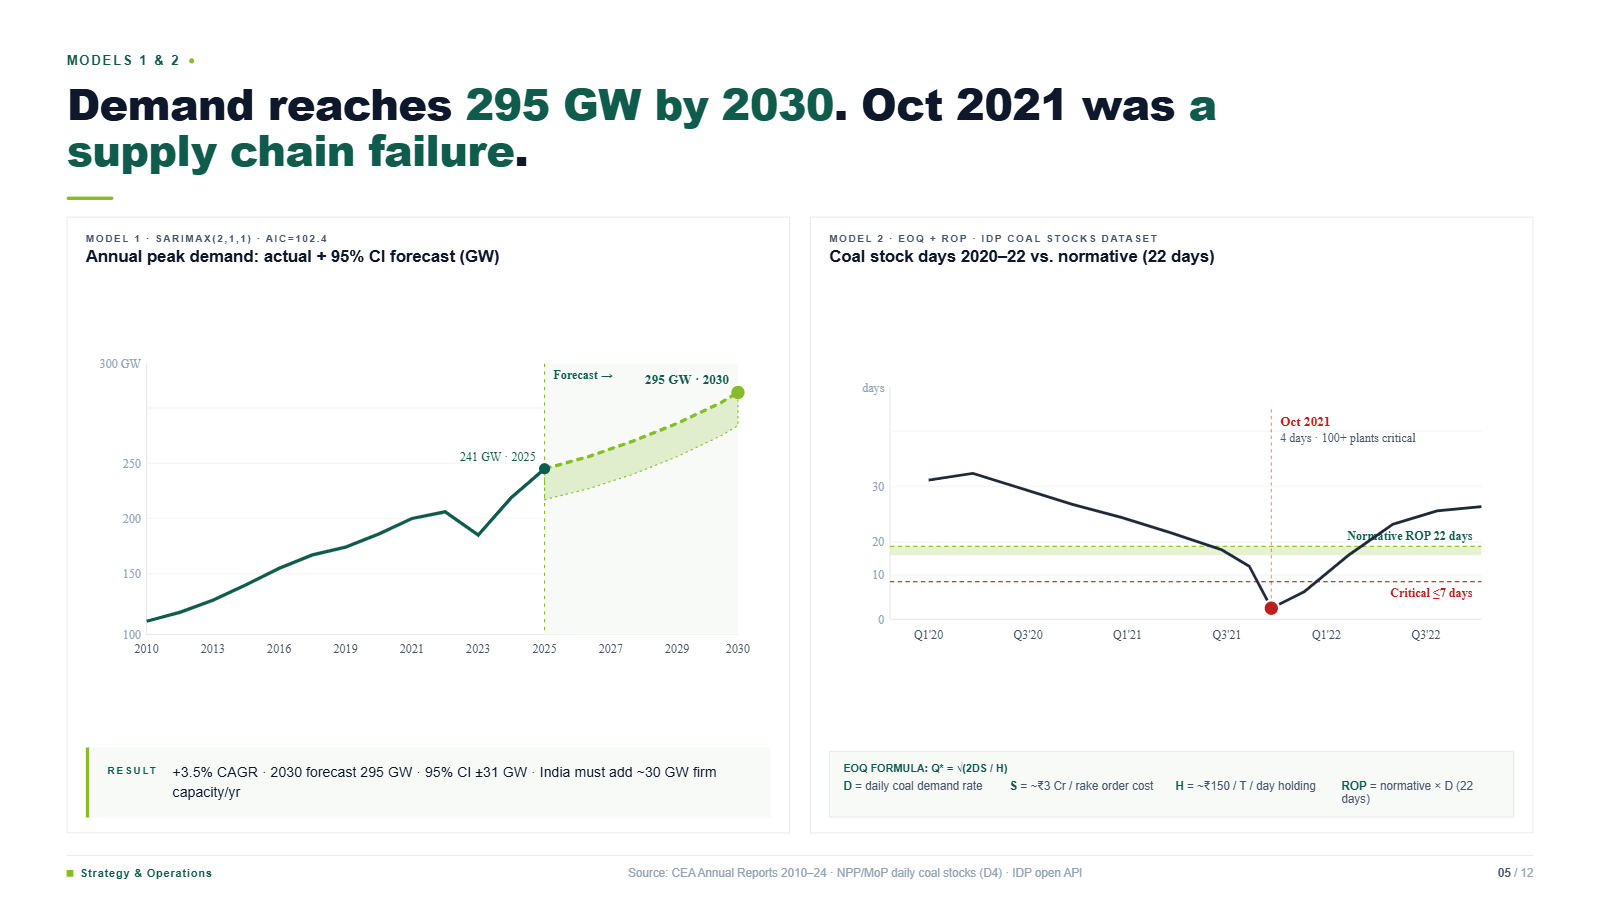 MODELS 1 & 2
Demand reaches 295 GW by 2030. Oct 2021 was a
supply chain failure.
MODEL 1 · SARIMAX(2,1,1) · AIC=102.4
Annual peak demand: actual + 95% CI forecast (GW)
300 GW
250
200
150
100
2010
2013
2016
2019
2021
2023
2025
2027
2029
2030
241 GW · 2025
Forecast →
295 GW · 2030
RESULT
+3.5% CAGR · 2030 forecast 295 GW · 95% CI ±31 GW · India must add ~30 GW firm
capacity/yr
MODEL 2 · EOQ + ROP · IDP COAL STOCKS DATASET
Coal stock days 2020–22 vs. normative (22 days)
days
30
20
10
0
Q1'20
Q3'20
Q1'21
Q3'21
Q1'22
Q3'22
Oct 2021
4 days · 100+ plants critical
Normative ROP 22 days
Critical ≤7 days
EOQ FORMULA: Q* = √(2DS / H)
D = daily coal demand rate
S = ~₹3 Cr / rake order cost
H = ~₹150 / T / day holding
ROP = normative × D (22
days)
Strategy & Operations
Source: CEA Annual Reports 2010–24 · NPP/MoP daily coal stocks (D4) · IDP open API
05 / 12